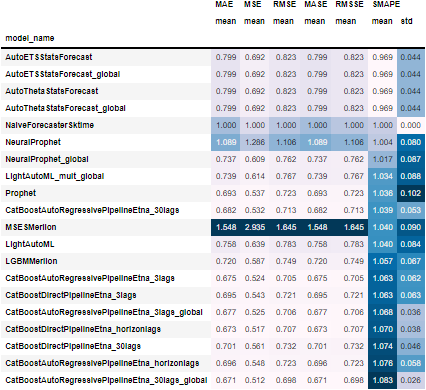 MAE MSE RMSE MASE RMSSE SMAPE
mean mean mean mean mean mean std
model_name
AutoETSStatsForecast 0.799 0.692 0.823 0.799 0.823 0.969 0.044
AutoETSStatsForecast_global 0.799 0.692 0.823 0.799 0.823 0.969 0.044
AutoThetaStatsForecast 0.799 0.692 0.823 0.799 0.823 0.969 0.044
AutoThetaStatsForecast_global 0.799 0.692 0.823 0.799 0.823 0.969 0.044
NaiveForecasterSktime 1.000 1.000 1.000 1.000 1.000 1.000 0.000
NeuralProphet 1.089 1.286 1.106 1.089 1.106 1.004 0.080
NeuralProphet_global 0.737 0.609 0.762 0.737 0.762 1.017 0.087
LightAutoML_mult_global 0.739 0.614 0.767 0.739 0.767 1.034 0.088
Prophet 0.693 0.537 0.723 0.693 0.723 1.036 0.102
CatBoostAutoRegressivePipelineEtna_30lags 0.682 0.532 0.713 0.682 0.713 1.039 0.053
MSESMerlion 1.548 2.935 1.645 1.548 1.645 1.040 0.090
LightAutoML 0.758 0.639 0.783 0.758 0.783 1.040 0.084
LGBMMerlion 0.720 0.587 0.749 0.720 0.749 1.057 0.067
CatBoostAutoRegressivePipelineEtna_3lags 0.675 0.524 0.705 0.675 0.705 1.063 0.062
CatBoostDirectPipelineEtna_3lags 0.695 0.543 0.721 0.695 0.721 1.063 0.063
CatBoostAutoRegressivePipelineEtna_3lags_global 0.677 0.525 0.706 0.677 0.706 1.068 0.036
CatBoostDirectPipelineEtna_horizonlags 0.673 0.517 0.707 0.673 0.707 1.070 0.038
CatBoostDirectPipelineEtna_30lags 0.701 0.561 0.732 0.701 0.732 1.074 0.046
CatBoostAutoRegressivePipelineEtna_horizonlags 0.696 0.548 0.723 0.696 0.723 1.076 0.058
CatBoostAutoRegressivePipelineEtna_30lags_global 0.671 0.512 0.698 0.671 0.698 1.083 0.026